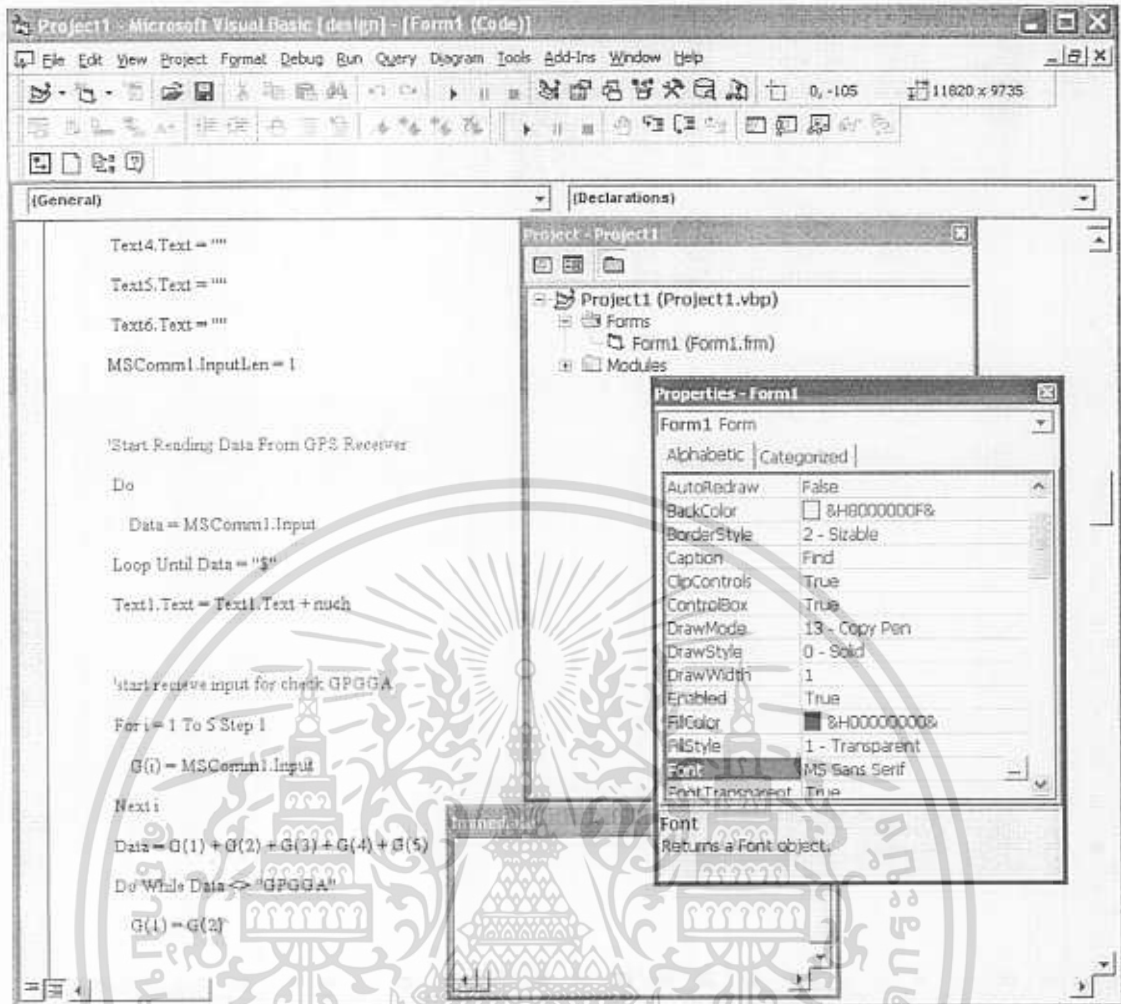 Project1 - Microsoft Visual Basic [design] - [Form1 (Code)]
File Edit View Project Format Debug Run Query Diagram Tools Add-Ins Window Help
0, -105 11820 x 9735
(General) (Declarations)
Text4.Text = ""
Text5.Text = ""
Text6.Text = ""
MSComm1.InputLen = 1
'Start Reading Data From GPS Receiver
Do
Data = MSComm1.Input
Loop Until Data = "$"
Text1.Text = Text1.Text + nuch
'start recieve input for check GPGGA
For i = 1 To 5 Step 1
G(i) = MSComm1.Input
Next i
Data = G(1) + G(2) + G(3) + G(4) + G(5)
Do While Data <> "GPGGA"
G(1) = G(2)
Project - Project1
Project1 (Project1.vbp)
Forms
Form1 (Form1.frm)
Modules
Properties - Form1
Form1 Form
Alphabetic Categorized
AutoRedraw False
BackColor &H8000000F&
BorderStyle 2 - Sizable
Caption Find
ClipControls True
ControlBox True
DrawMode 13 - Copy Pen
DrawStyle 0 - Solid
DrawWidth 1
Enabled True
FillColor &H00000000&
FillStyle 1 - Transparent
Font MS Sans Serif
FontTransparent True
Font
Returns a Font object.